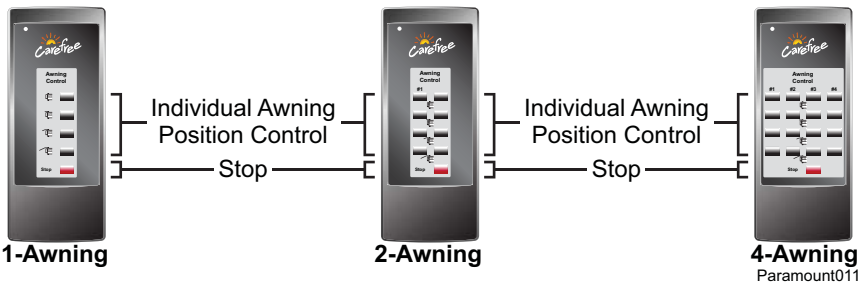 Carefree
Awning
Control
Stop
1-Awning
Individual Awning
Position Control
Stop
Carefree
Awning
Control
#1
Stop
2-Awning
Individual Awning
Position Control
Stop
Carefree
Awning
Control
#1 #2 #3 #4
Stop
4-Awning
Paramount011